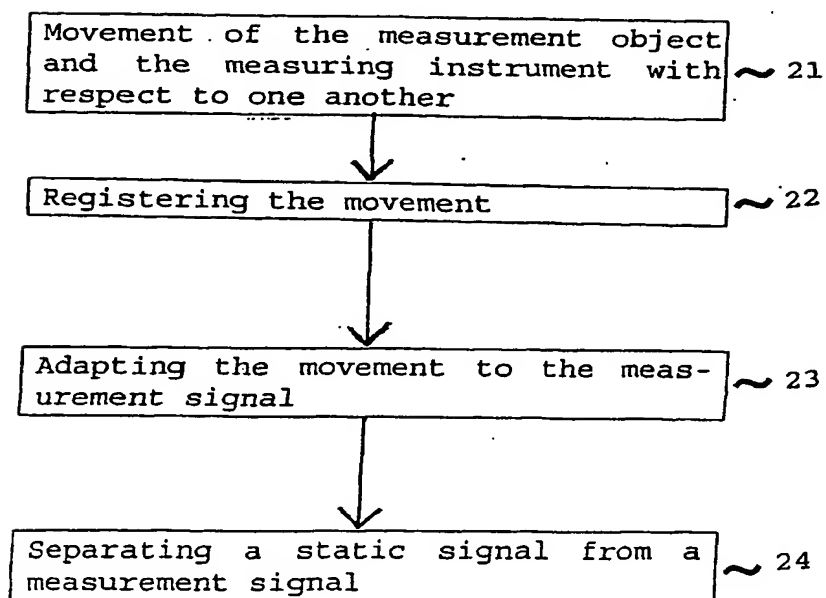 Movement of the measurement object
and the measuring instrument with
respect to one another
21
Registering the movement
22
Adapting the movement to the meas-
urement signal
23
Separating a static signal from a
measurement signal
24